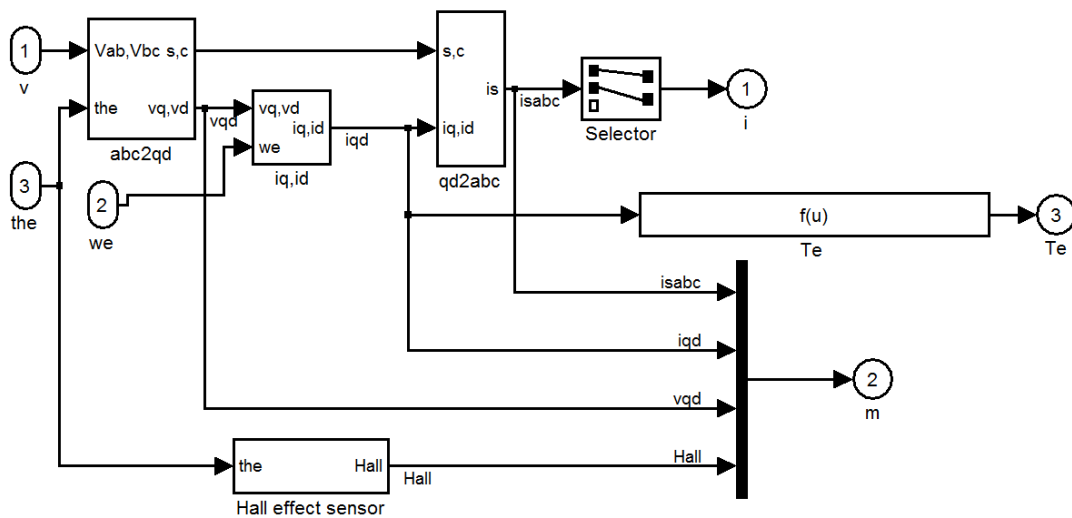 1
v
Vab,Vbc s,c
the vq,vd
abc2qd
vqd
vq,vd
iq,id
we
iq,id
iqd
s,c
is
iq,id
qd2abc
isabc
Selector
1
i
3
the
2
we
f(u)
Te
3
Te
isabc
iqd
vqd
Hall
2
m
the Hall
Hall
Hall effect sensor